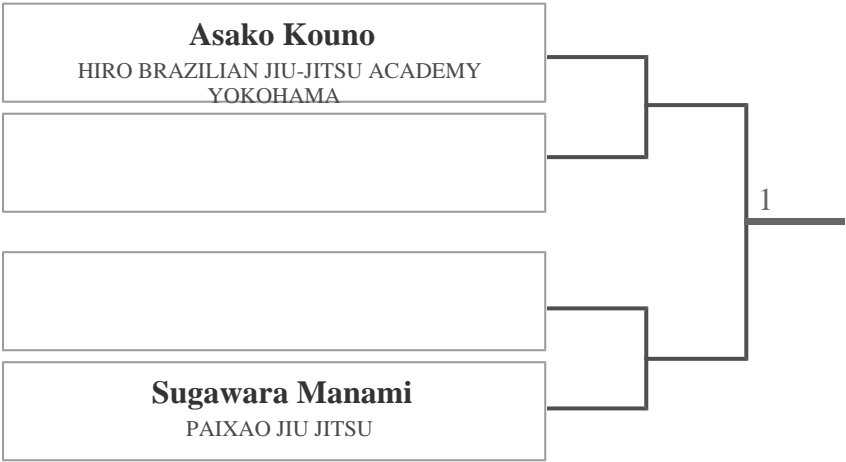 Asako Kouno
HIRO BRAZILIAN JIU-JITSU ACADEMY
YOKOHAMA
1
Sugawara Manami
PAIXAO JIU JITSU